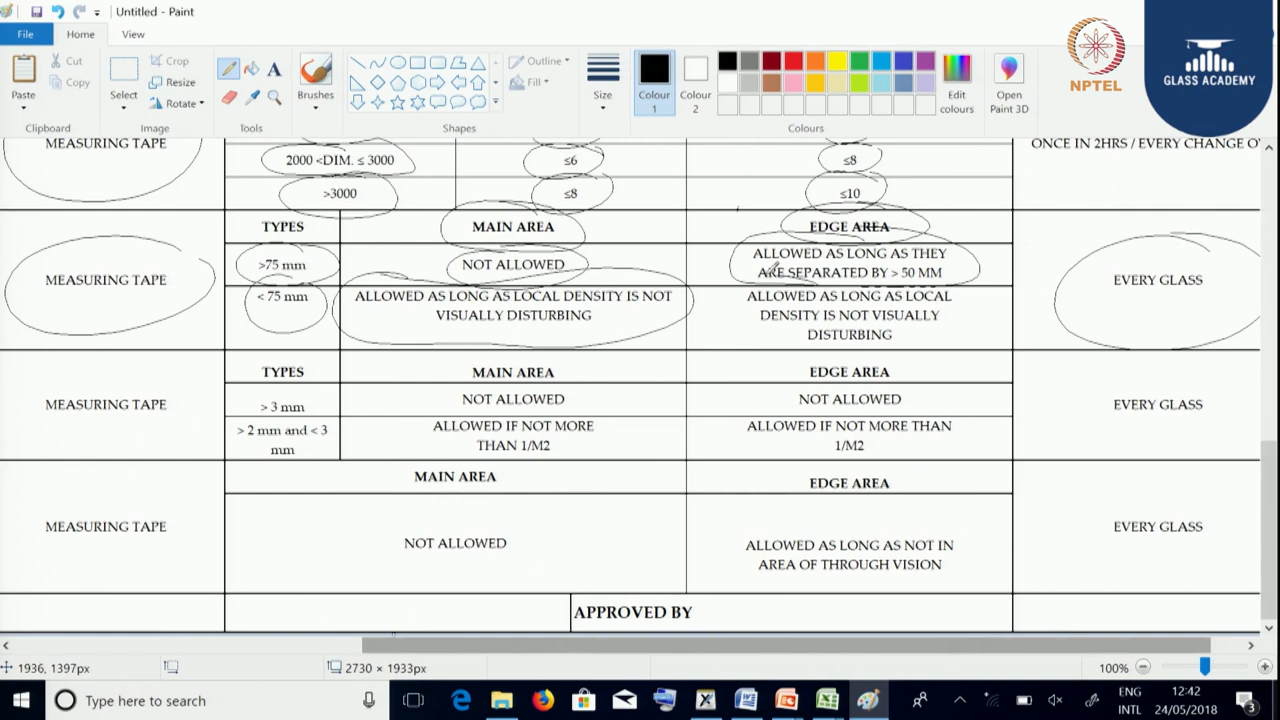 Untitled - Paint
File
Home
View
Paste
Cut
Copy
Clipboard
Select
Crop
Resize
Rotate
Image
Tools
Brushes
Shapes
Outline
Fill
Size
Colour 1
Colour 2
Colours
Edit colours
Open Paint 3D
NPTEL
GLASS ACADEMY
MEASURING TAPE
ONCE IN 2HRS / EVERY CHANGE
2000 <DIM. ≤ 3000
≤6
≤8
>3000
≤8
≤10
TYPES
MAIN AREA
EDGE AREA
MEASURING TAPE
>75 mm
NOT ALLOWED
ALLOWED AS LONG AS THEY
ARE SEPARATED BY > 50 MM
EVERY GLASS
< 75 mm
ALLOWED AS LONG AS LOCAL DENSITY IS NOT
VISUALLY DISTURBING
ALLOWED AS LONG AS LOCAL
DENSITY IS NOT VISUALLY
DISTURBING
TYPES
MAIN AREA
EDGE AREA
MEASURING TAPE
> 3 mm
NOT ALLOWED
NOT ALLOWED
EVERY GLASS
> 2 mm and < 3
mm
ALLOWED IF NOT MORE
THAN 1/M2
ALLOWED IF NOT MORE THAN
1/M2
MAIN AREA
EDGE AREA
MEASURING TAPE
NOT ALLOWED
ALLOWED AS LONG AS NOT IN
AREA OF THROUGH VISION
EVERY GLASS
APPROVED BY
1936, 1397px
2730 × 1933px
100%
Type here to search
ENG
INTL
12:42
24/05/2018
3